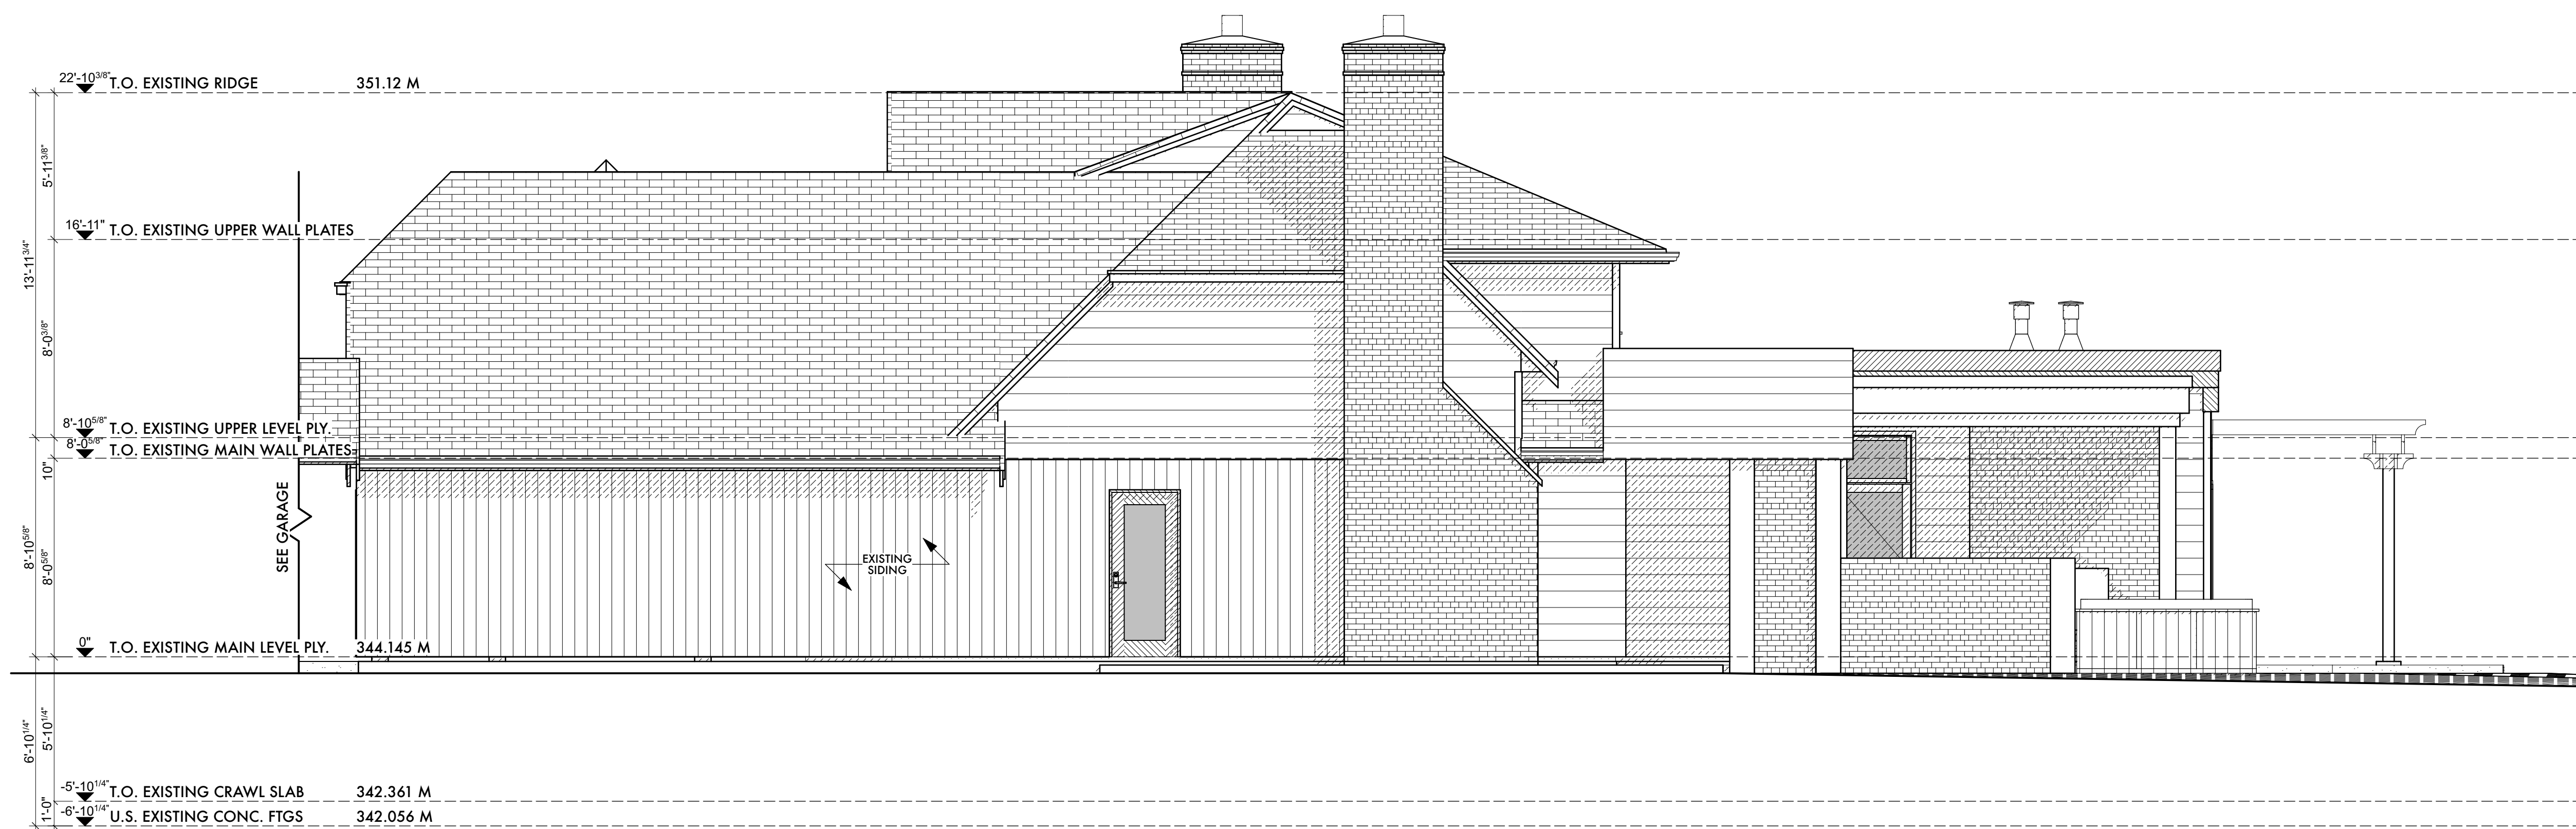 22'-10 3/8" T.O. EXISTING RIDGE 351.12 M
5'-11 3/8"
16'-11" T.O. EXISTING UPPER WALL PLATES
13'-11 3/4"
8'-0 3/8"
8'-10 5/8" T.O. EXISTING UPPER LEVEL PLY.
8'-0 5/8" T.O. EXISTING MAIN WALL PLATES
10"
SEE GARAGE
8'-10 5/8"
8'-0 5/8"
EXISTING
SIDING
0" T.O. EXISTING MAIN LEVEL PLY. 344.145 M
6'-10 1/4"
5'-10 1/4"
-5'-10 1/4" T.O. EXISTING CRAWL SLAB 342.361 M
1'-0"
-6'-10 1/4" U.S. EXISTING CONC. FTGS 342.056 M